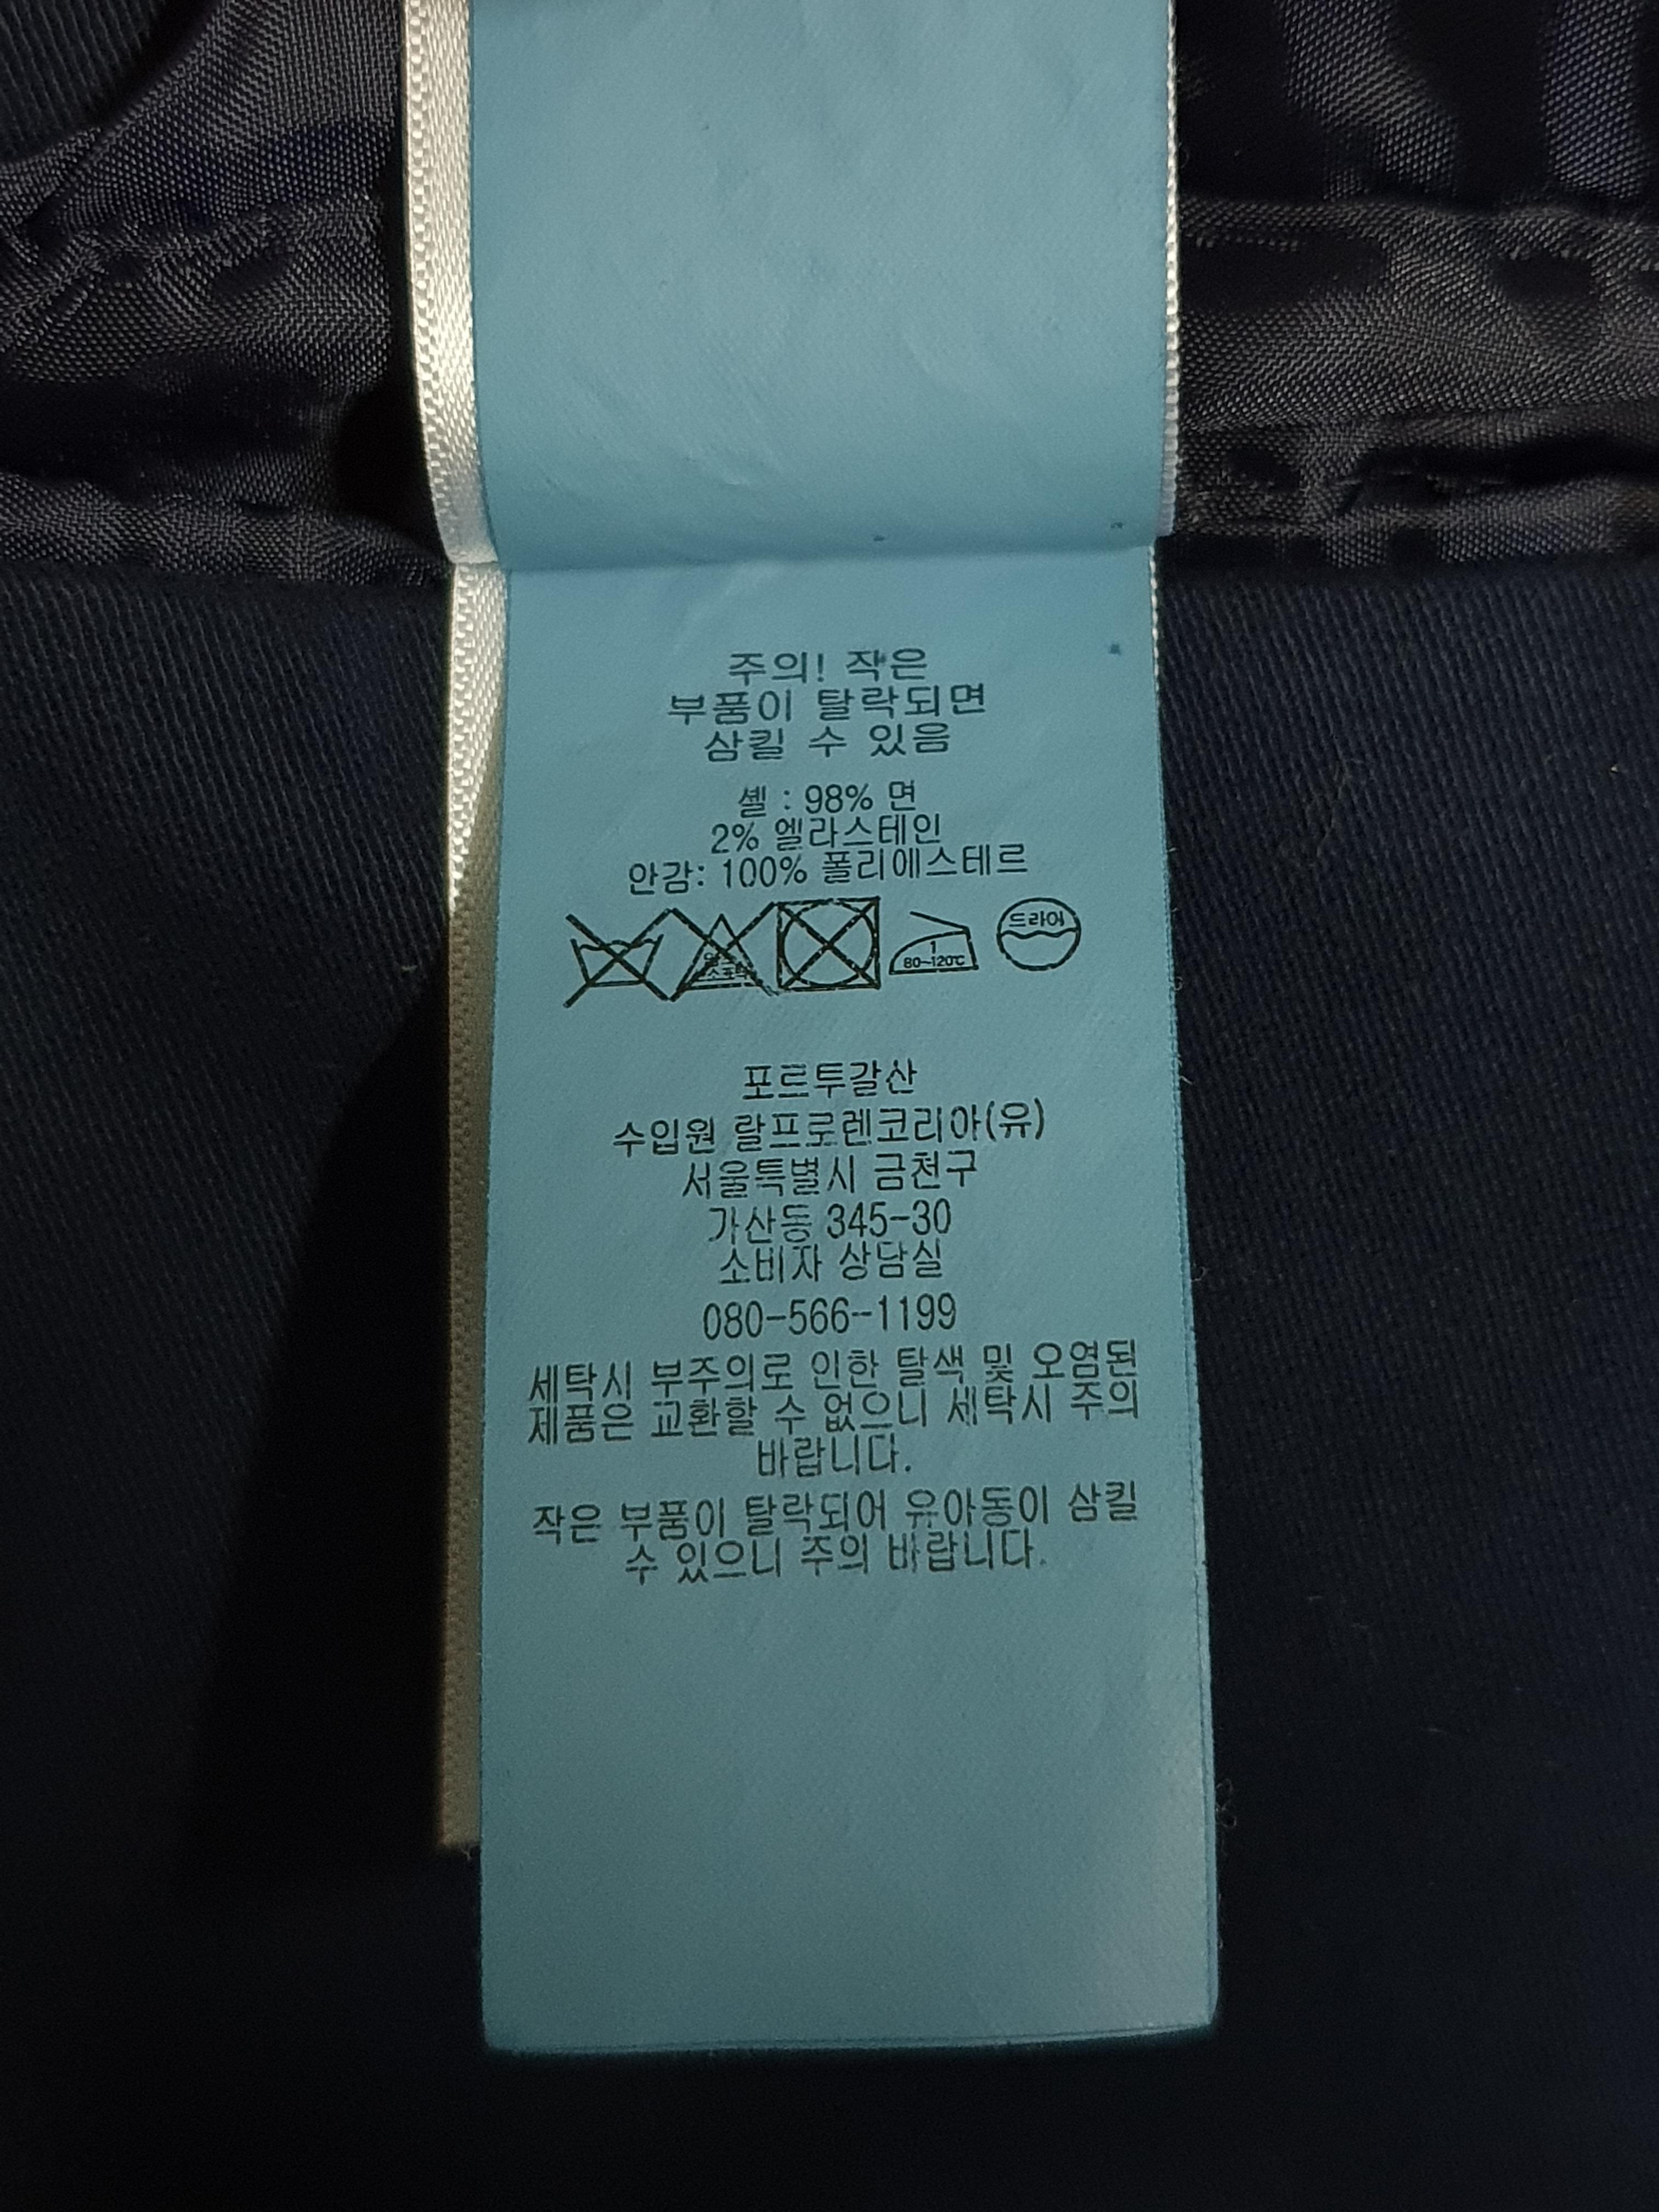 주의! 작은
부품이 탈락되면
삼킬 수 있음
셸 : 98% 면
2% 엘라스테인
안감: 100% 폴리에스테르
1
80~120℃
드라이
포르투갈산
수입원 랄프로렌코리아(유)
서울특별시 금천구
가산동 345-30
소비자 상담실
080-566-1199
세탁시 부주의로 인한 탈색 및 오염된
제품은 교환할 수 없으니 세탁시 주의
바랍니다.
작은 부품이 탈락되어 유아동이 삼킬
수 있으니 주의 바랍니다.